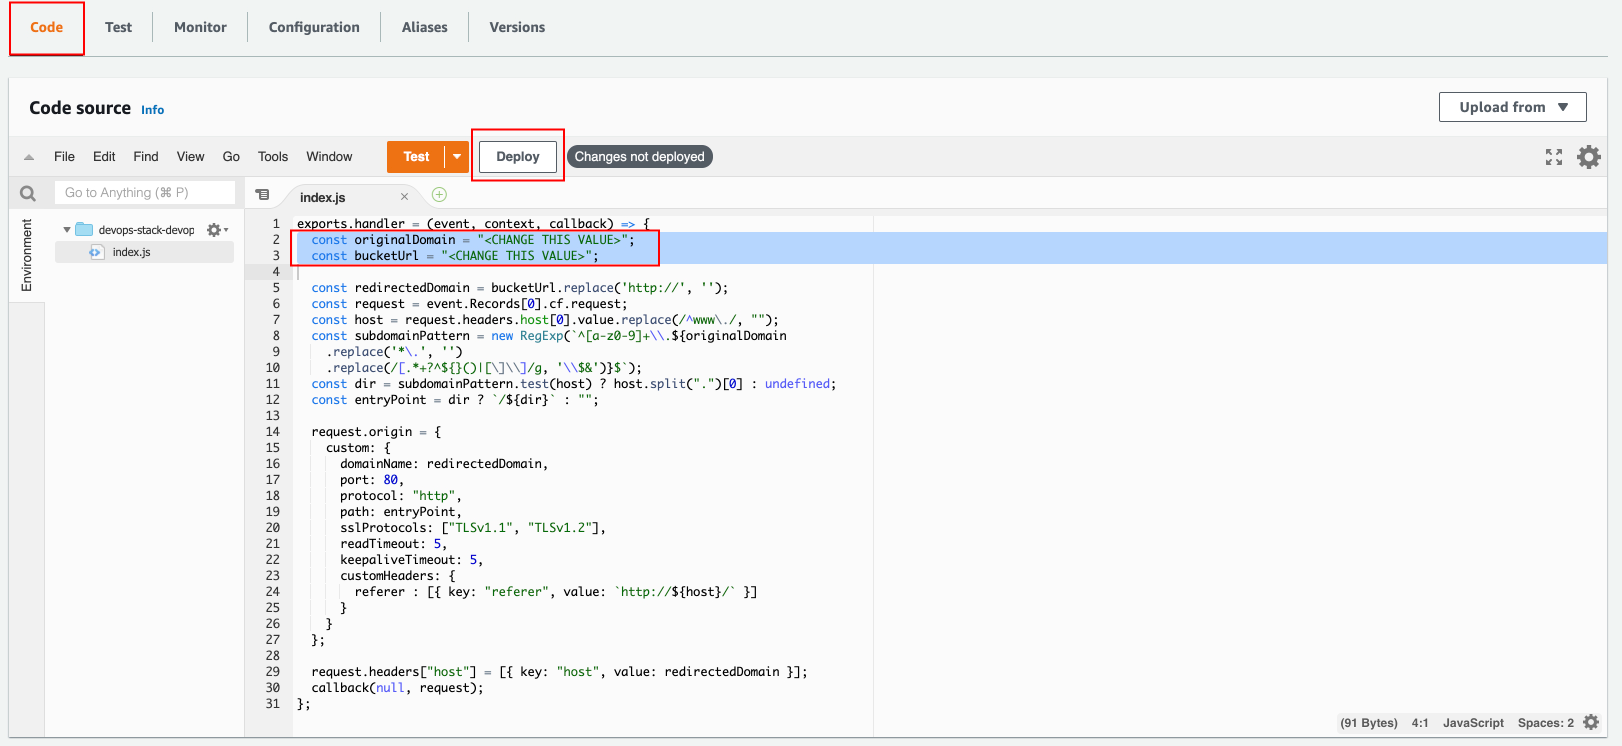 Code Test Monitor Configuration Aliases Versions
Code source Info
Upload from
File Edit Find View Go Tools Window Test Deploy Changes not deployed
Go to Anything (⌘ P)
index.js
Environment
devops-stack-devop
index.js
1 exports.handler = (event, context, callback) => {
2   const originalDomain = "<CHANGE THIS VALUE>";
3   const bucketUrl = "<CHANGE THIS VALUE>";
4
5   const redirectedDomain = bucketUrl.replace('http://', '');
6   const request = event.Records[0].cf.request;
7   const host = request.headers.host[0].value.replace(/^www\./, "");
8   const subdomainPattern = new RegExp(`^[a-z0-9]+\\.${originalDomain
9     .replace('*\.', '')
10     .replace(/[.*+?^${}()|[\]\\]/g, '\\$&')}$`);
11   const dir = subdomainPattern.test(host) ? host.split(".")[0] : undefined;
12   const entryPoint = dir ? `/${dir}` : "";
13
14   request.origin = {
15     custom: {
16       domainName: redirectedDomain,
17       port: 80,
18       protocol: "http",
19       path: entryPoint,
20       sslProtocols: ["TLSv1.1", "TLSv1.2"],
21       readTimeout: 5,
22       keepaliveTimeout: 5,
23       customHeaders: {
24         referer : [{ key: "referer", value: `http://${host}/` }]
25       }
26     }
27   };
28
29   request.headers["host"] = [{ key: "host", value: redirectedDomain }];
30   callback(null, request);
31 };
(91 Bytes) 4:1 JavaScript Spaces: 2